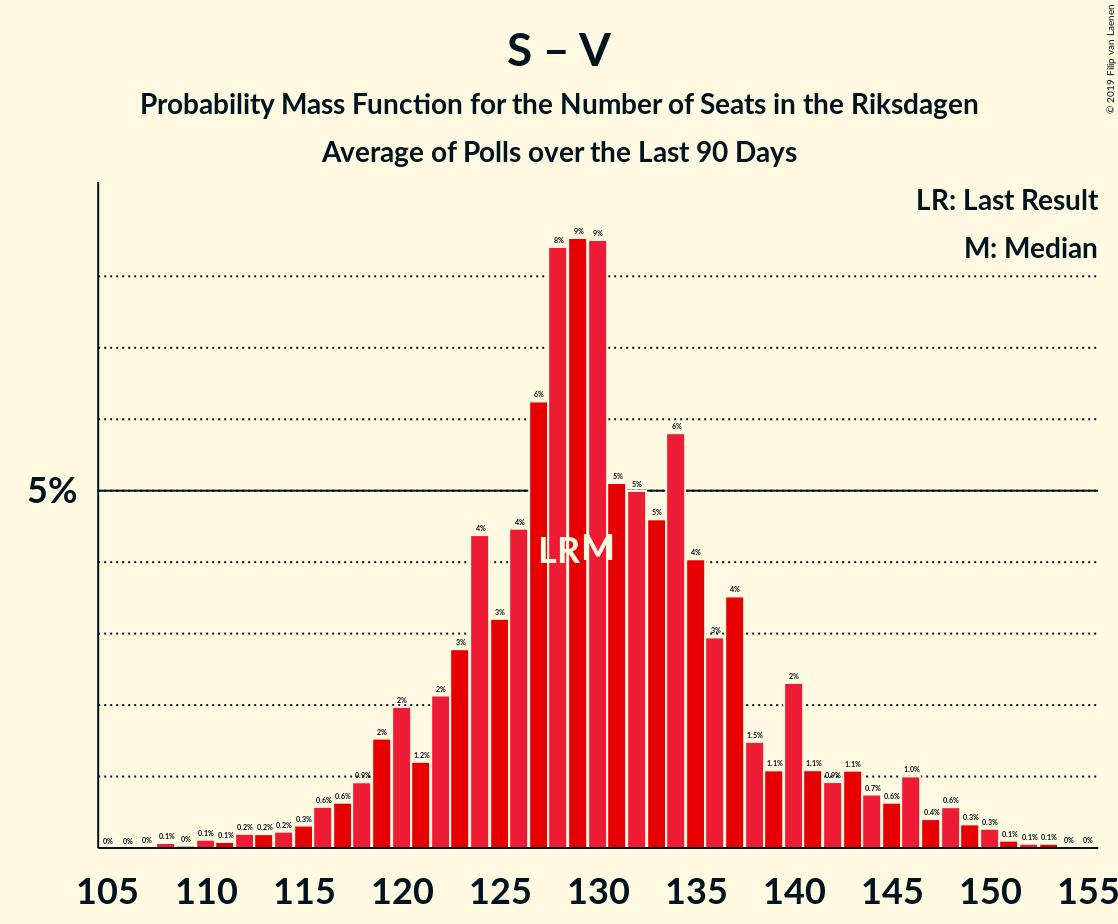 S – V
Probability Mass Function for the Number of Seats in the Riksdagen
Average of Polls over the Last 90 Days
© 2019 Filip van Laenen
LR: Last Result
M: Median
5%
0% 0% 0% 0.1% 0% 0.1% 0.1% 0.2% 0.2% 0.2% 0.3% 0.6% 0.6% 0.9% 2% 2% 1.2% 2% 3% 4% 3% 4% 6% 8% 9% 9% 5% 5% 5% 6% 4% 3% 4% 1.5% 1.1% 2% 1.1% 0.9% 1.1% 0.7% 0.6% 1.0% 0.4% 0.6% 0.3% 0.3% 0.1% 0.1% 0.1% 0% 0%
LR M
105 110 115 120 125 130 135 140 145 150 155